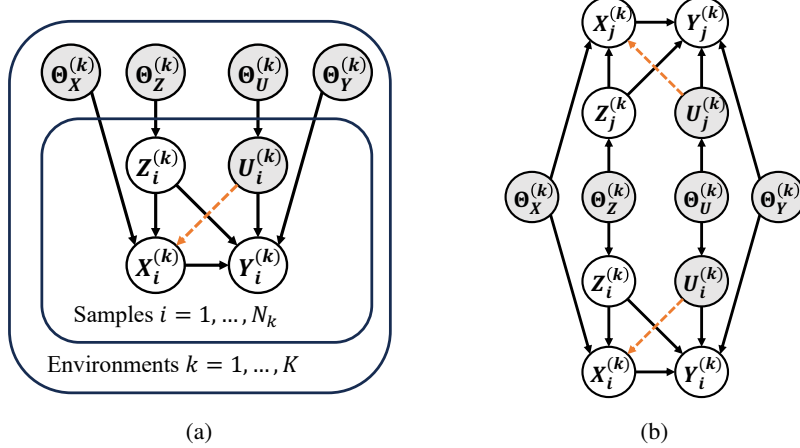 Θ_X^(k) Θ_Z^(k) Θ_U^(k) Θ_Y^(k)
Z_i^(k) U_i^(k)
X_i^(k) Y_i^(k)
Samples i = 1, ..., N_k
Environments k = 1, ..., K
(a)
X_j^(k) Y_j^(k)
Z_j^(k) U_j^(k)
Θ_X^(k) Θ_Z^(k) Θ_U^(k) Θ_Y^(k)
Z_i^(k) U_i^(k)
X_i^(k) Y_i^(k)
(b)